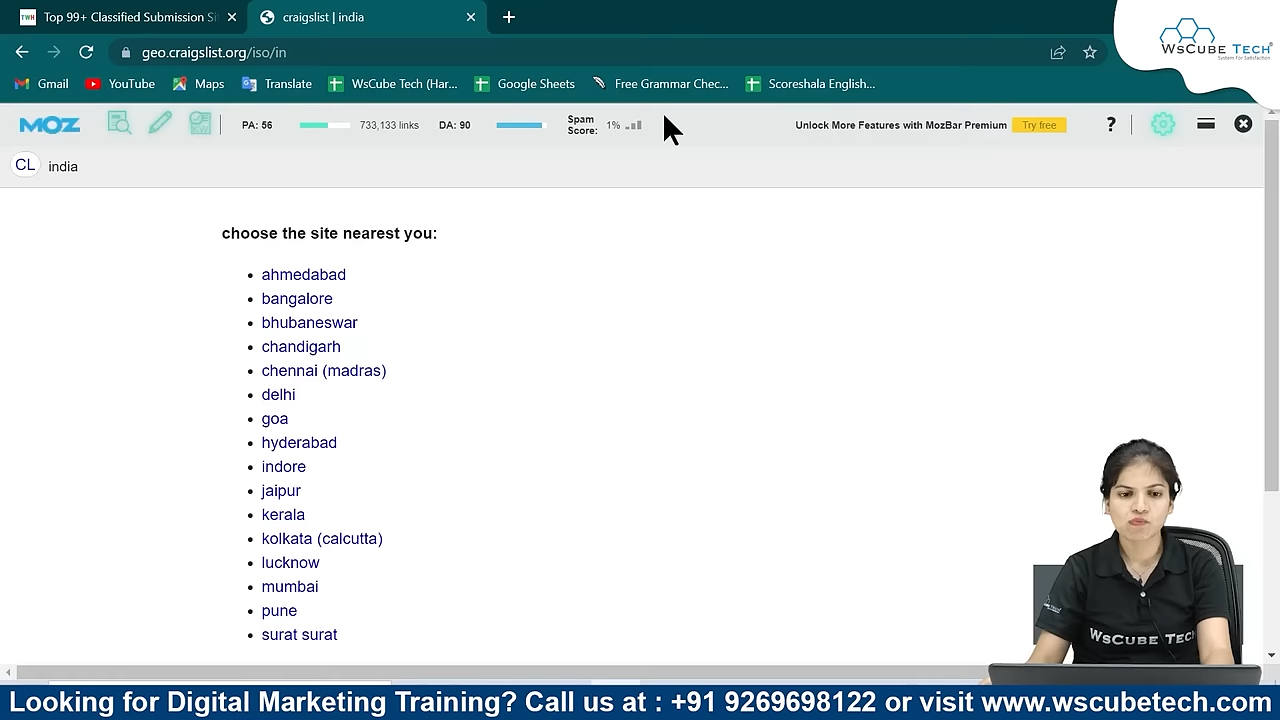 TWH Top 99+ Classified Submission Si
craigslist | india
geo.craigslist.org/iso/in
Gmail YouTube Maps Translate WsCube Tech (Har... Google Sheets Free Grammar Chec... Scoreshala English...
WsCube Tech®
System For Satisfaction
MOZ PA: 56 733,133 links DA: 90 Spam Score: 1% Unlock More Features with MozBar Premium Try free ?
CL india
choose the site nearest you:
ahmedabad
bangalore
bhubaneswar
chandigarh
chennai (madras)
delhi
goa
hyderabad
indore
jaipur
kerala
kolkata (calcutta)
lucknow
mumbai
pune
surat surat
WsCube Tech
Looking for Digital Marketing Training? Call us at : +91 9269698122 or visit www.wscubetech.com